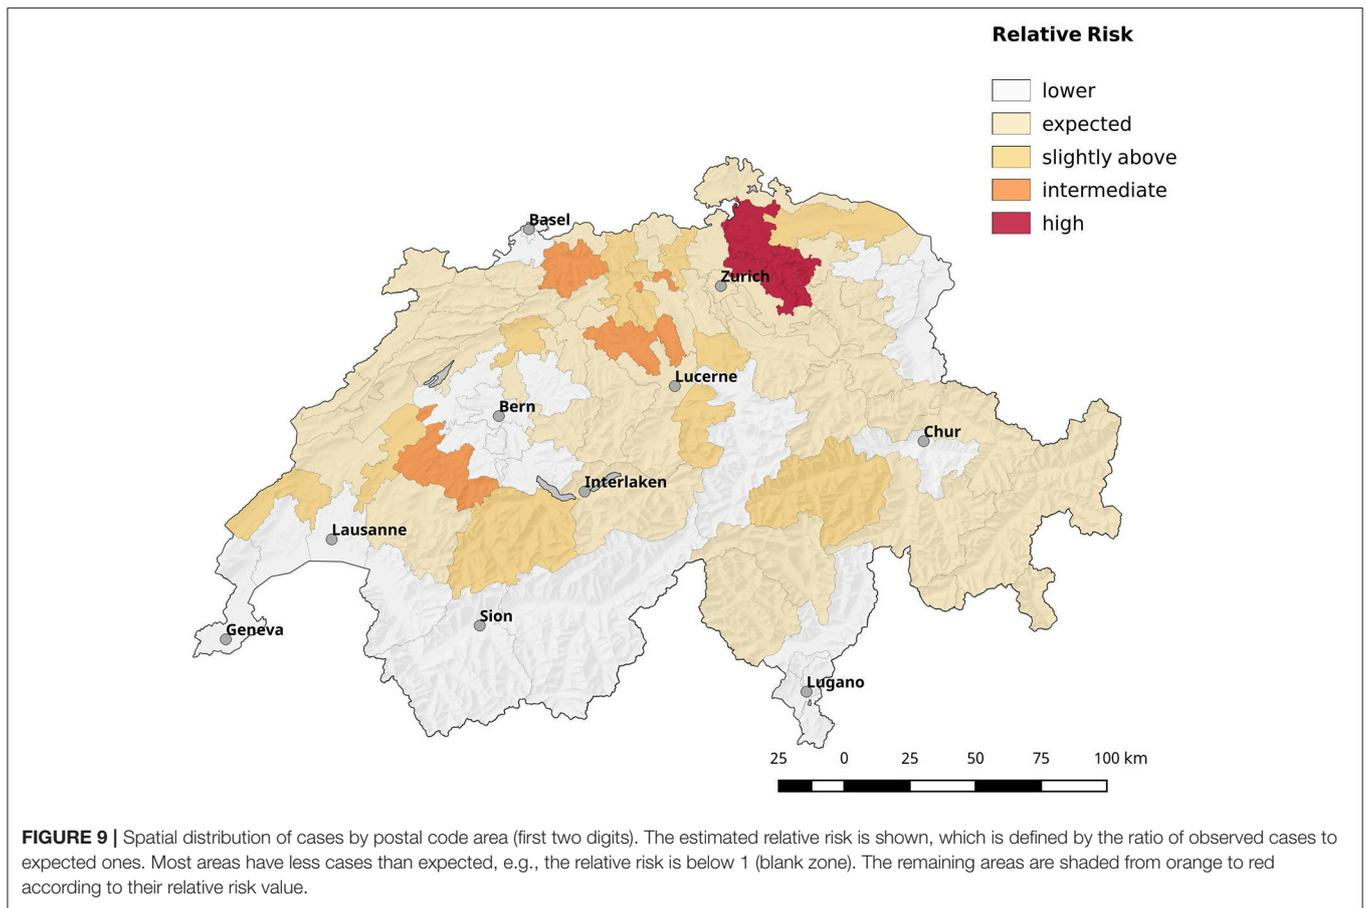 Relative Risk
lower
expected
slightly above
intermediate
high
Basel
Zurich
Lucerne
Bern
Chur
Interlaken
Lausanne
Sion
Geneva
Lugano
25 0 25 50 75 100 km
FIGURE 9 | Spatial distribution of cases by postal code area (first two digits). The estimated relative risk is shown, which is defined by the ratio of observed cases to
expected ones. Most areas have less cases than expected, e.g., the relative risk is below 1 (blank zone). The remaining areas are shaded from orange to red
according to their relative risk value.